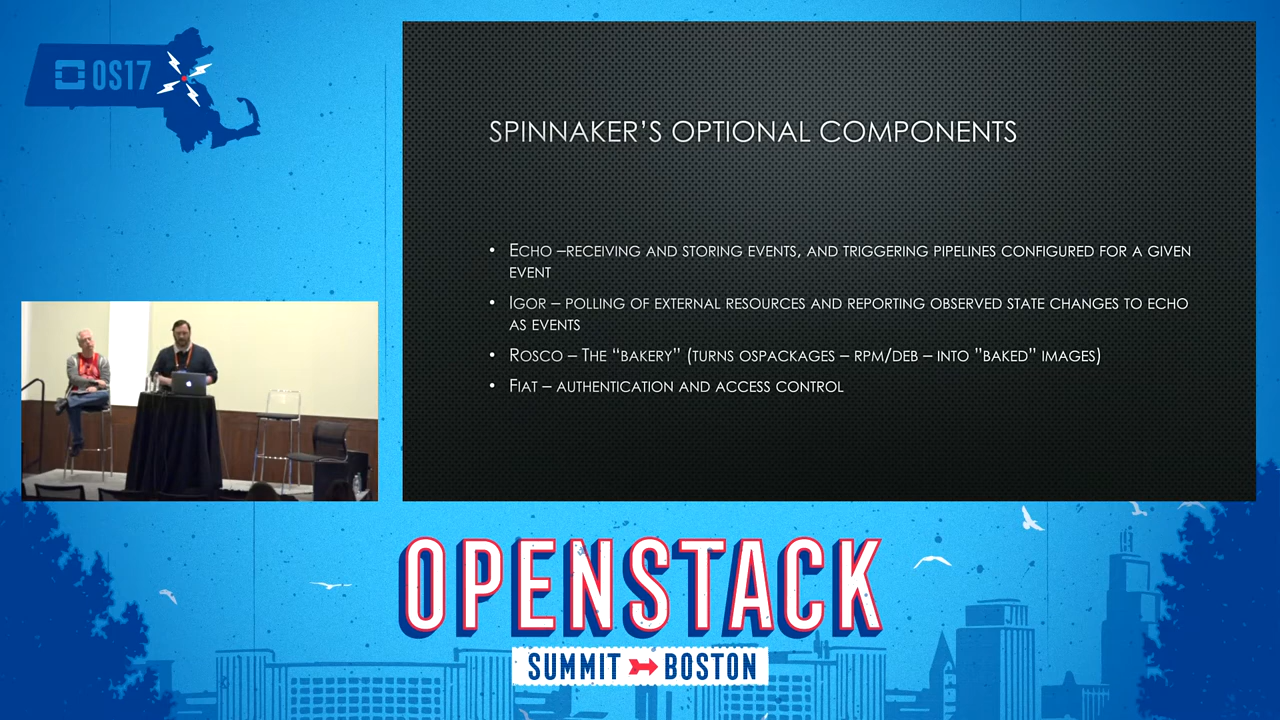 OS17
SPINNAKER'S OPTIONAL COMPONENTS
• ECHO –RECEIVING AND STORING EVENTS, AND TRIGGERING PIPELINES CONFIGURED FOR A GIVEN
EVENT
• IGOR – POLLING OF EXTERNAL RESOURCES AND REPORTING OBSERVED STATE CHANGES TO ECHO
AS EVENTS
• ROSCO – THE “BAKERY” (TURNS OSPACKAGES – RPM/DEB – INTO ”BAKED” IMAGES)
• FIAT – AUTHENTICATION AND ACCESS CONTROL
OPENSTACK
SUMMIT BOSTON